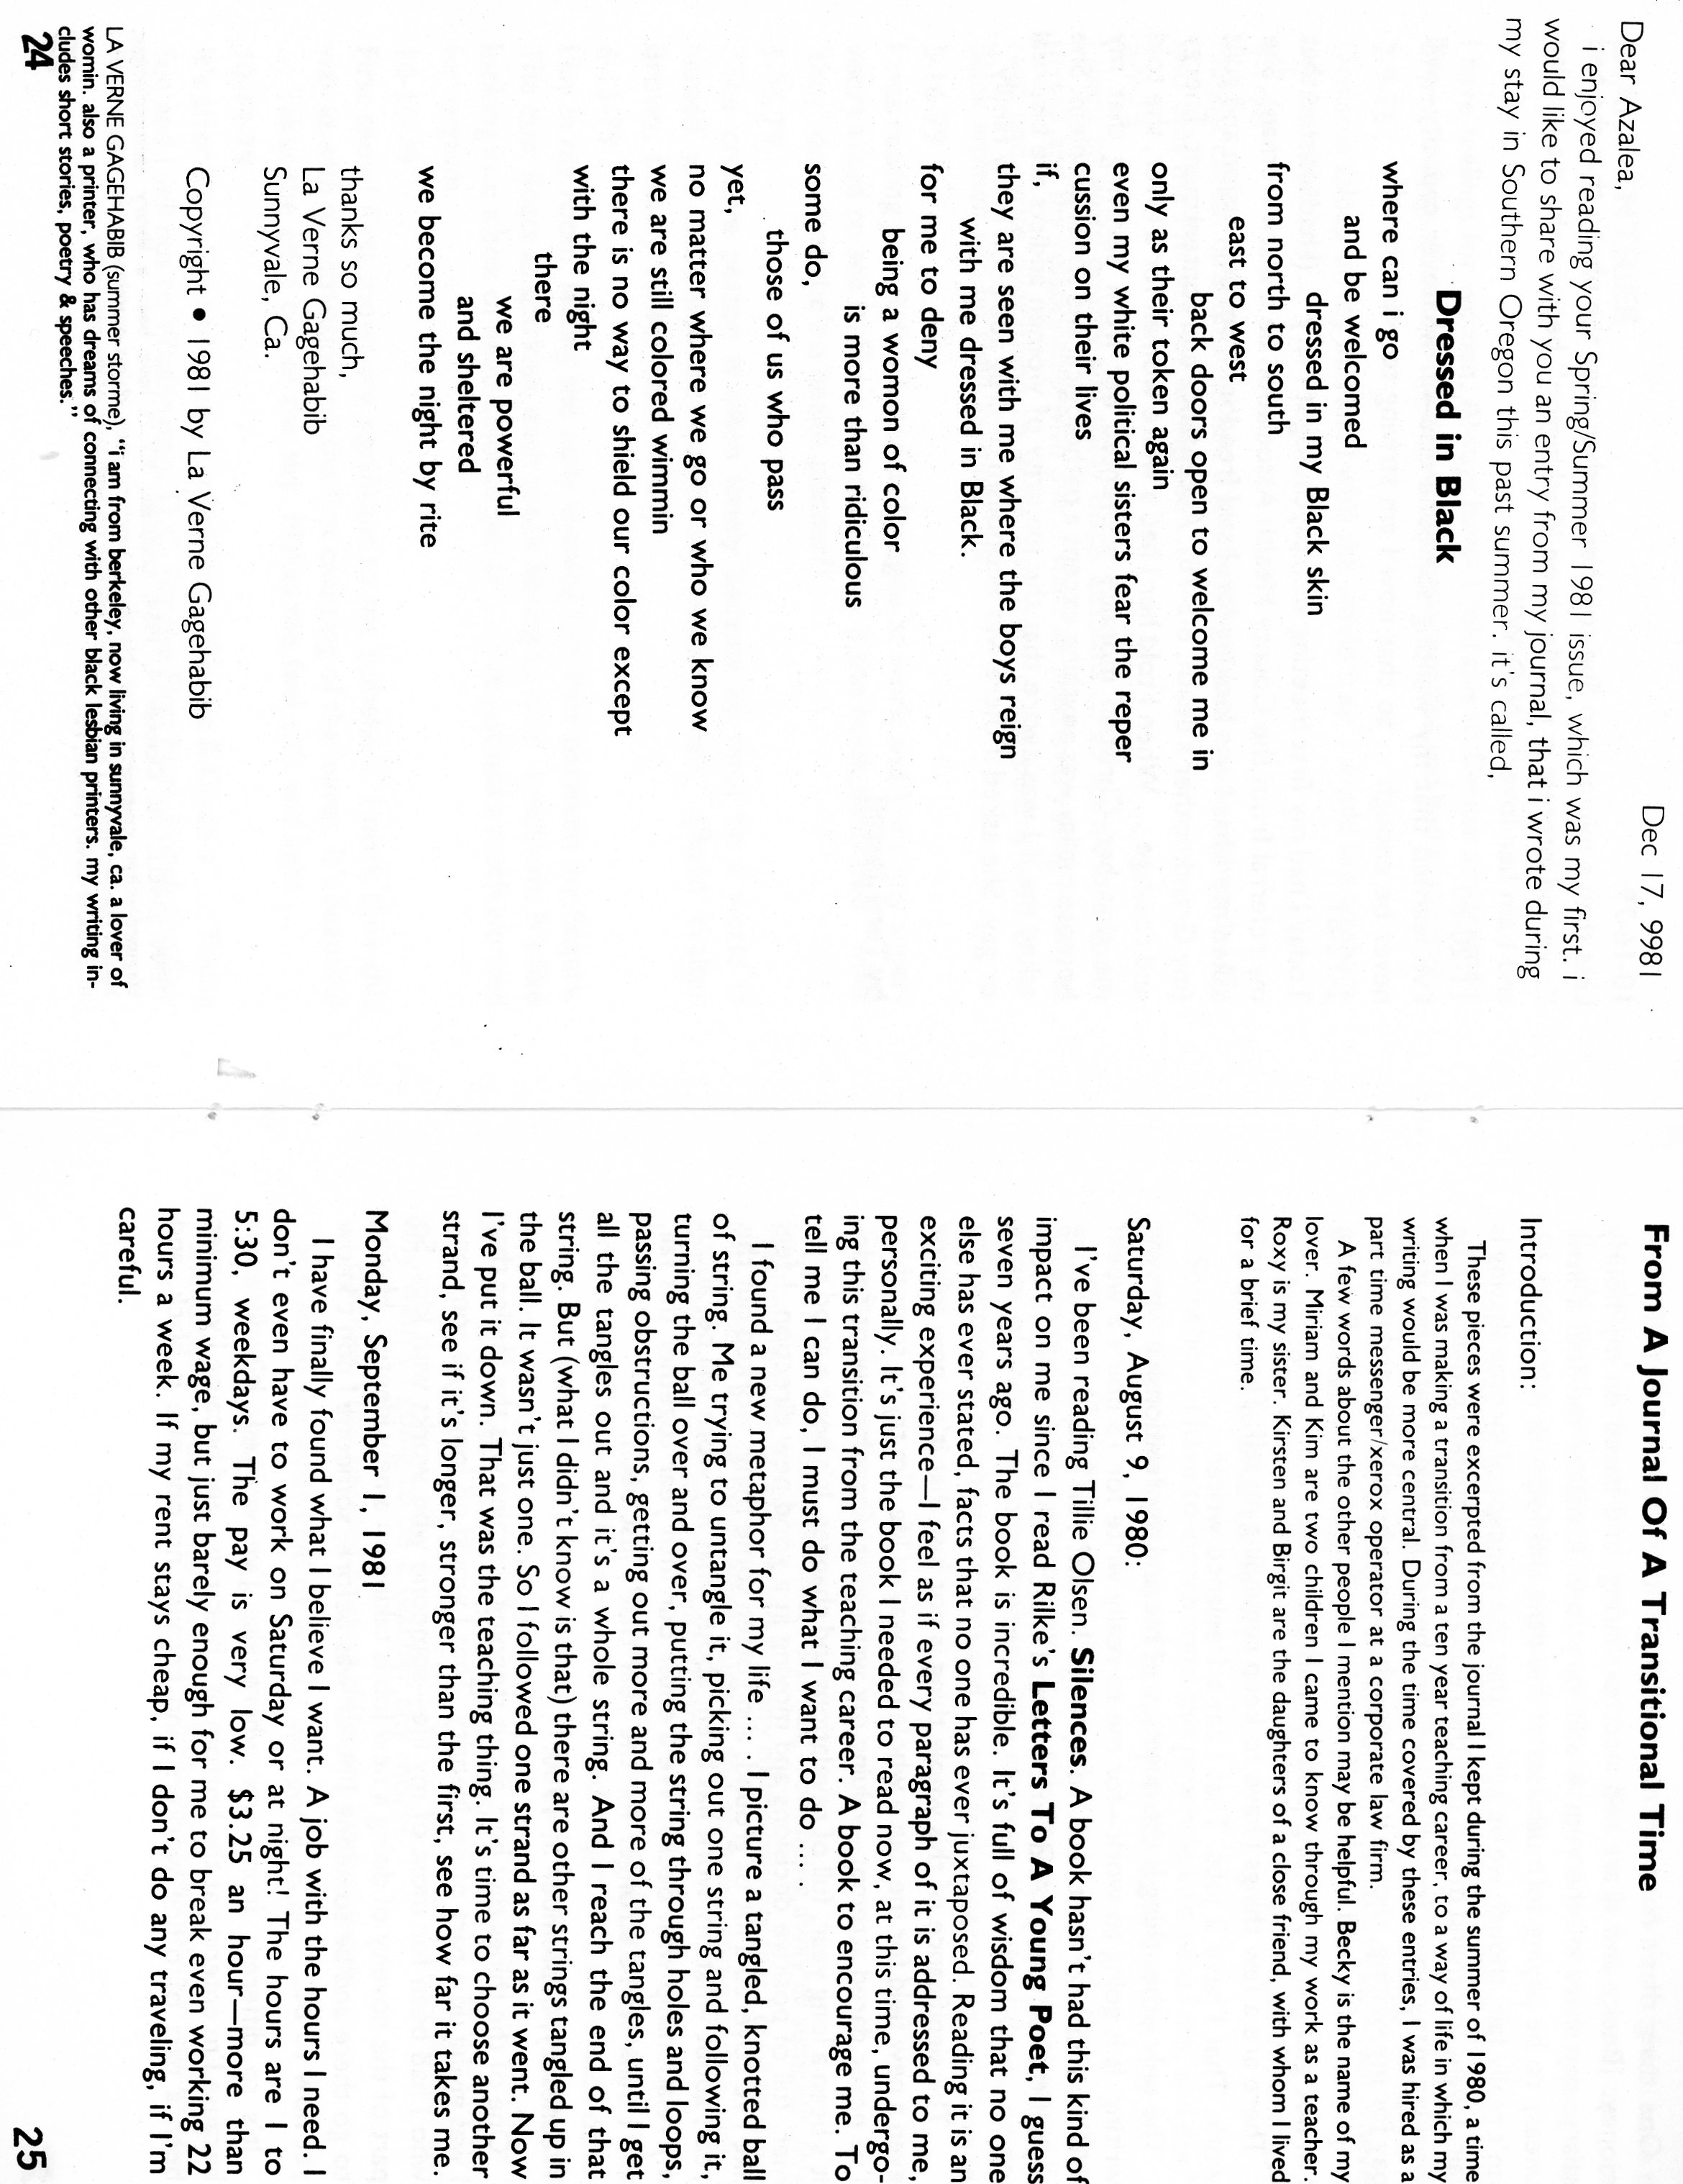 Dec 17, 9981
Dear Azalea,
i enjoyed reading your Spring/Summer 1981 issue, which was my first. i
would like to share with you an entry from my journal, that i wrote during
my stay in Southern Oregon this past summer. it's called,
Dressed in Black
where can i go
and be welcomed
dressed in my Black skin
from north to south
east to west
back doors open to welcome me in
only as their token again
even my white political sisters fear the reper
cussion on their lives
if,
they are seen with me where the boys reign
with me dressed in Black.
for me to deny
being a womon of color
is more than ridiculous
some do,
those of us who pass
yet,
no matter where we go or who we know
we are still colored wimmin
there is no way to shield our color except
with the night
there
we are powerful
and sheltered
we become the night by rite
thanks so much,
La Verne Gagehabib
Sunnyvale, Ca.
Copyright • 1981 by La Verne Gagehabib
LA VERNE GAGEHABIB (summer storme), "i am from berkeley, now living in sunnyvale, ca. a lover of
womin. also a printer, who has dreams of connecting with other black lesbian printers. my writing in-
cludes short stories, poetry & speeches."
24
From A Journal Of A Transitional Time
Introduction:
These pieces were excerpted from the journal I kept during the summer of 1980, a time
when I was making a transition from a ten year teaching career, to a way of life in which my
writing would be more central. During the time covered by these entries, I was hired as a
part time messenger/xerox operator at a corporate law firm.
A few words about the other people I mention may be helpful. Becky is the name of my
lover. Miriam and Kim are two children I came to know through my work as a teacher.
Roxy is my sister. Kirsten and Birgit are the daughters of a close friend, with whom I lived
for a brief time.
Saturday, August 9, 1980:
I've been reading Tillie Olsen. Silences. A book hasn't had this kind of
impact on me since I read Rilke's Letters To A Young Poet, I guess
seven years ago. The book is incredible. It's full of wisdom that no one
else has ever stated, facts that no one has ever juxtaposed. Reading it is an
exciting experience—I feel as if every paragraph of it is addressed to me,
personally. It's just the book I needed to read now, at this time, undergo-
ing this transition from the teaching career. A book to encourage me. To
tell me I can do, I must do what I want to do ... .
I found a new metaphor for my life ... . I picture a tangled, knotted ball
of string. Me trying to untangle it, picking out one string and following it,
turning the ball over and over, putting the string through holes and loops,
passing obstructions, getting out more and more of the tangles, until I get
all the tangles out and it's a whole string. And I reach the end of that
string. But (what I didn't know is that) there are other strings tangled up in
the ball. It wasn't just one. So I followed one strand as far as it went. Now
I've put it down. That was the teaching thing. It's time to choose another
strand, see if it's longer, stronger than the first, see how far it takes me.
Monday, September 1, 1981
I have finally found what I believe I want. A job with the hours I need. I
don't even have to work on Saturday or at night! The hours are 1 to
5:30, weekdays. The pay is very low. $3.25 an hour—more than
minimum wage, but just barely enough for me to break even working 22
hours a week. If my rent stays cheap, if I don't do any traveling, if I'm
careful.
25